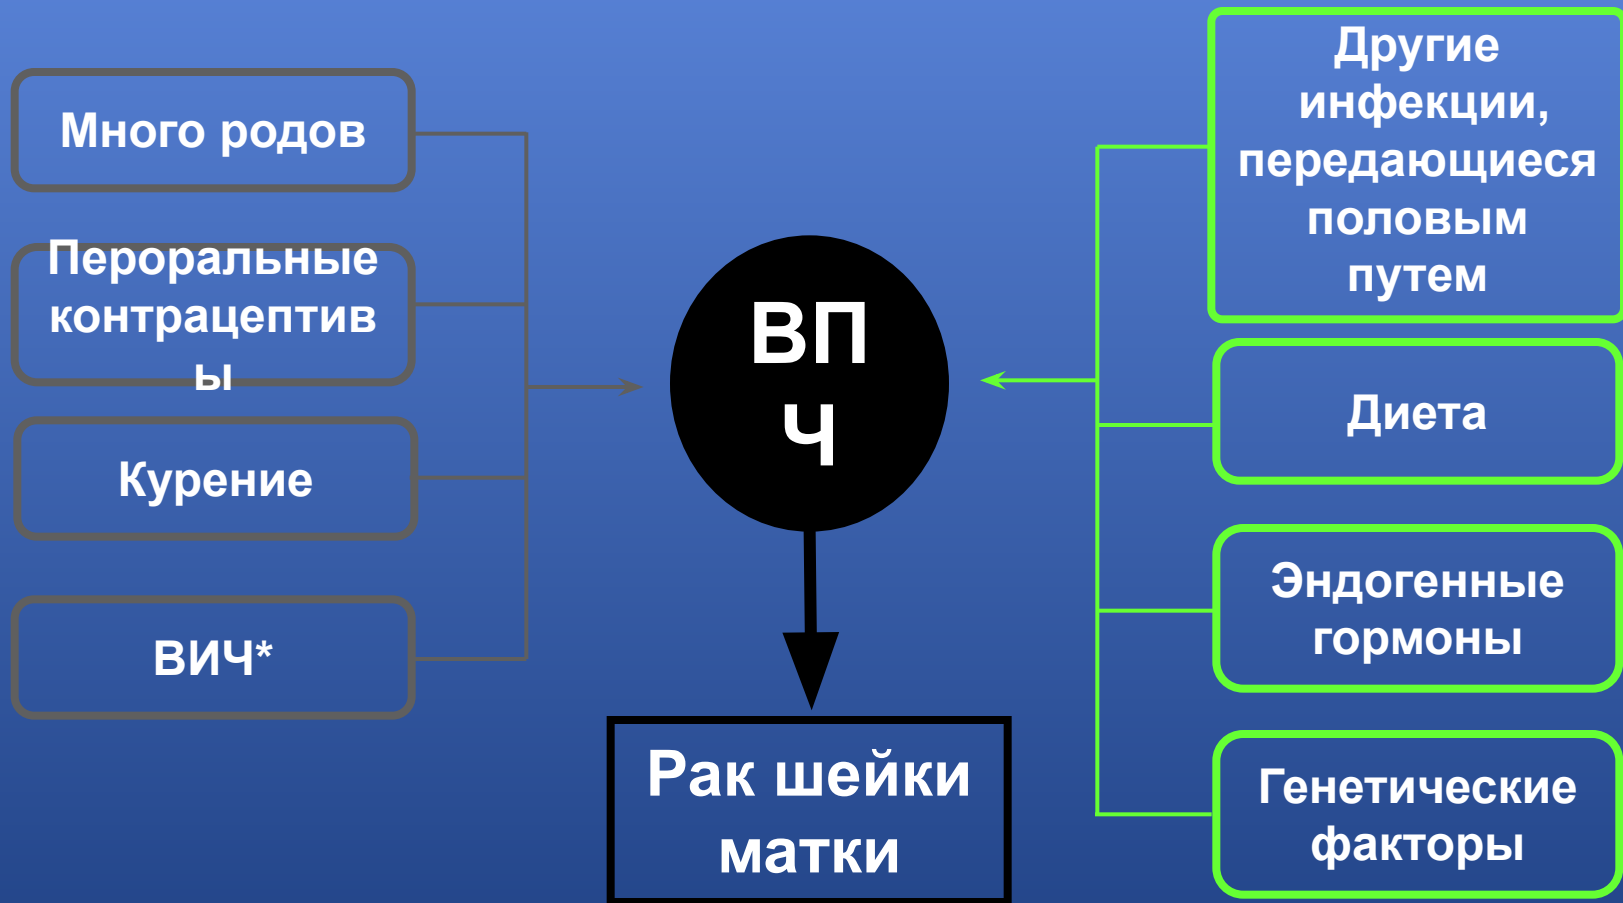 Много родов
Пероральные
контрацептив
ы
Курение
ВИЧ*
ВП
Ч
Рак шейки
матки
Другие
инфекции,
передающиеся
половым
путем
Диета
Эндогенные
гормоны
Генетические
факторы